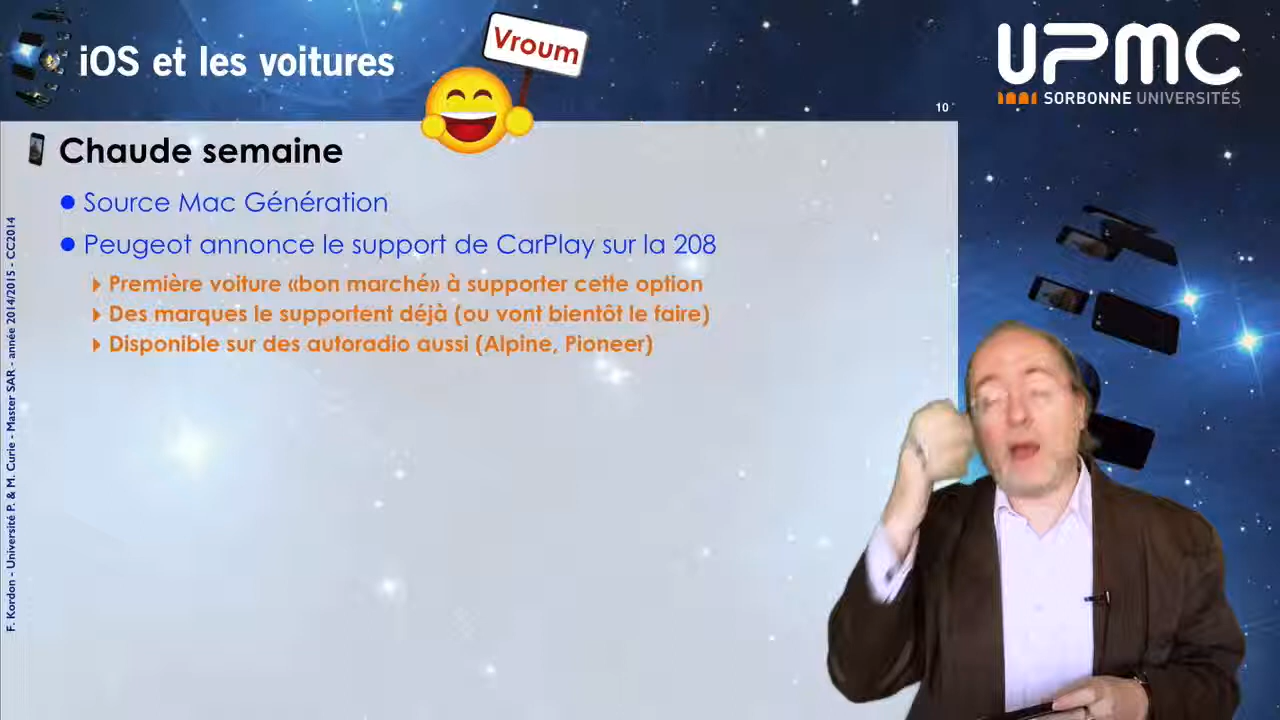 iOS et les voitures
Vroum
UPMC
SORBONNE UNIVERSITÉS
10
Chaude semaine
Source Mac Génération
Peugeot annonce le support de CarPlay sur la 208
Première voiture «bon marché» à supporter cette option
Des marques le supportent déjà (ou vont bientôt le faire)
Disponible sur des autoradio aussi (Alpine, Pioneer)
F. Kordon - Université P. & M. Curie - Master SAR - année 2014/2015 - CC2014